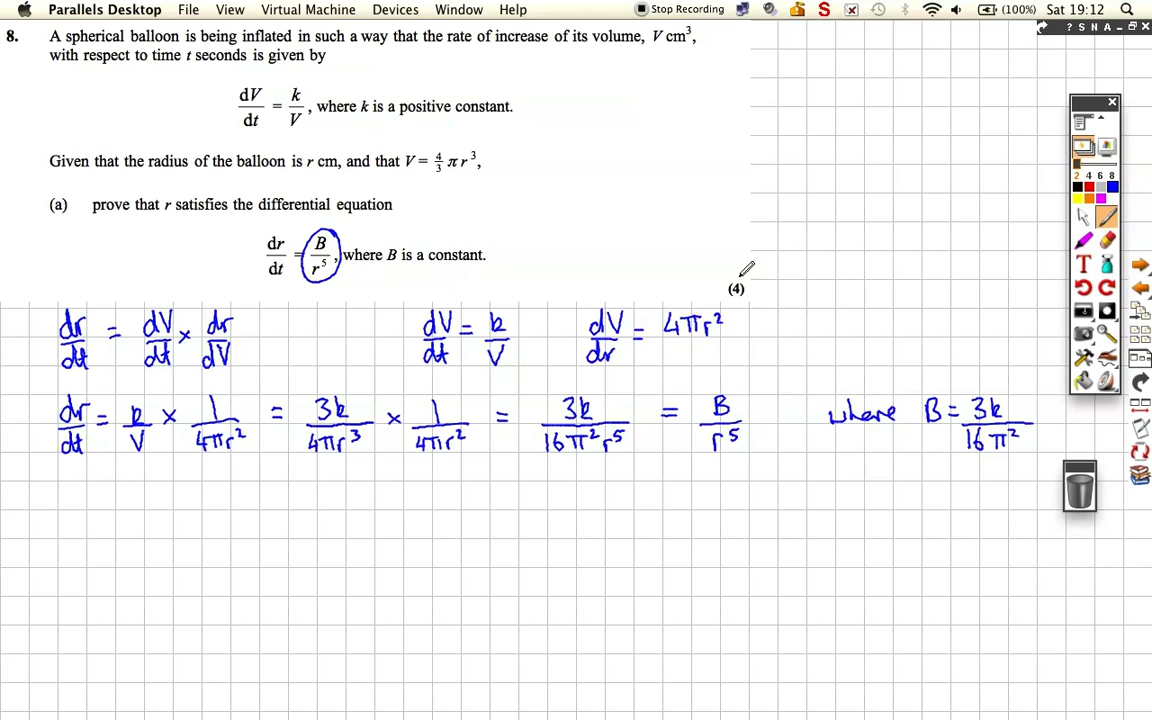 Parallels Desktop File View Virtual Machine Devices Window Help Stop Recording S (100%) Sat 19:12
? S N A
8. A spherical balloon is being inflated in such a way that the rate of increase of its volume, V cm³,
with respect to time t seconds is given by
dV/dt = k/V, where k is a positive constant.
Given that the radius of the balloon is r cm, and that V = 4/3 π r³,
(a) prove that r satisfies the differential equation
dr/dt = B/r⁵, where B is a constant.
(4)
dr/dt = dV/dt × dr/dV dV/dt = k/V dV/dr = 4πr²
dr/dt = k/V × 1/4πr² = 3k/4πr³ × 1/4πr² = 3k/16π²r⁵ = B/r⁵ where B = 3k/16π²
2 4 6 8
T